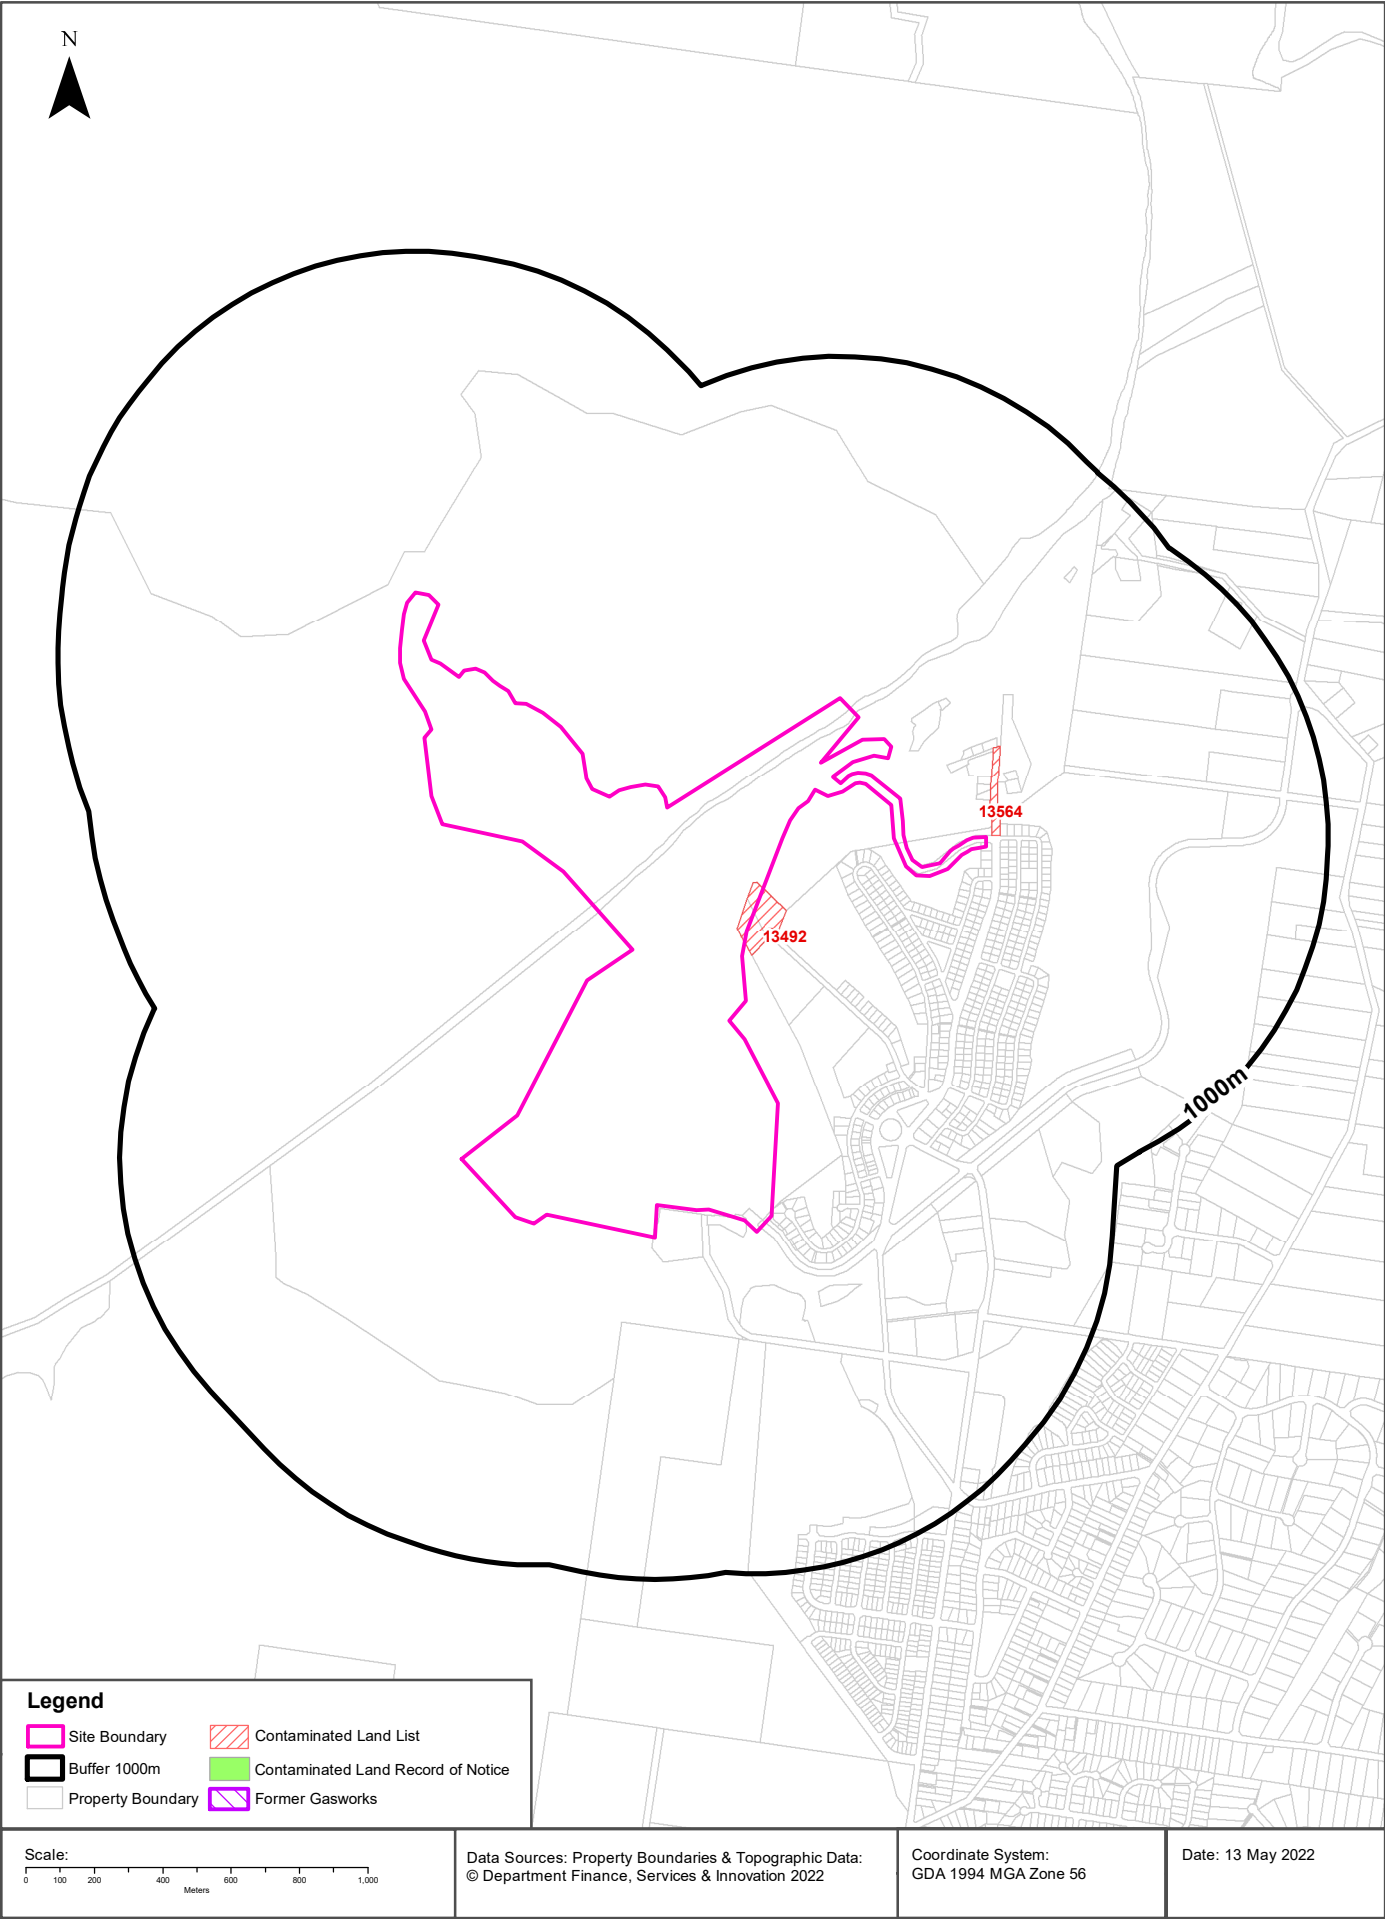 N
13564
13492
1000m
Legend
Site Boundary
Contaminated Land List
Buffer 1000m
Contaminated Land Record of Notice
Property Boundary
Former Gasworks
Scale:
0 100 200 400 600 800 1,000
Meters
Data Sources: Property Boundaries & Topographic Data:
© Department Finance, Services & Innovation 2022
Coordinate System:
GDA 1994 MGA Zone 56
Date: 13 May 2022